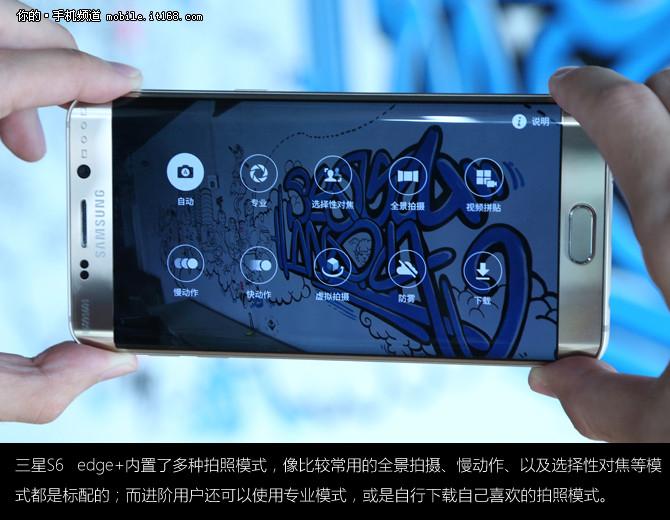 你的·手机频道 mobile.it168.com
说明
自动
专业
选择性对焦
全景拍摄
视频拼贴
SAMSUNG
慢动作
快动作
虚拟拍摄
防雾
下载
三星S6 edge+内置了多种拍照模式，像比较常用的全景拍摄、慢动作、以及选择性对焦等模
式都是标配的；而进阶用户还可以使用专业模式，或是自行下载自己喜欢的拍照模式。